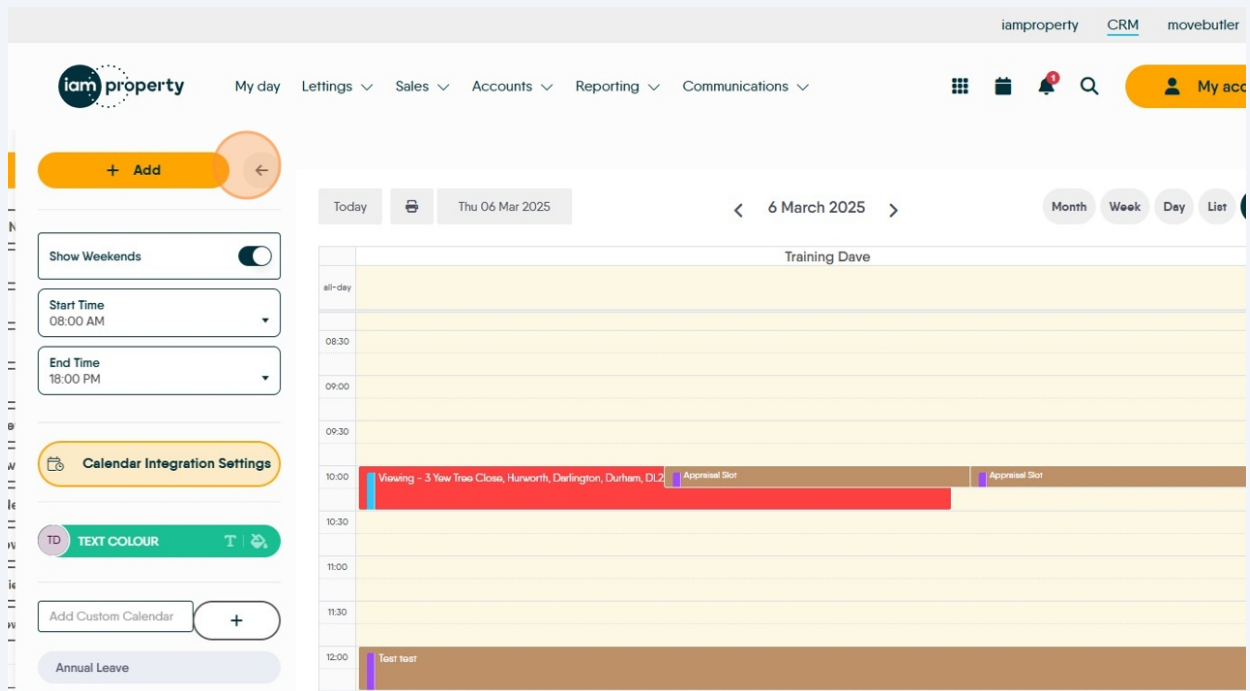 iamproperty CRM movebutler
iam property My day Lettings Sales Accounts Reporting Communications 1 My acc
+ Add
Today Thu 06 Mar 2025 6 March 2025 Month Week Day List
Show Weekends
Training Dave
all-day
Start Time
08:00 AM
08:30
End Time
18:00 PM
09:00
09:30
Calendar Integration Settings
10:00 Viewing - 3 Yew Tree Close, Hurworth, Darlington, Durham, DL2 Appraisal Slot Appraisal Slot
10:30
TD TEXT COLOUR T
11:00
Add Custom Calendar +
11:30
Annual Leave
12:00 Test test